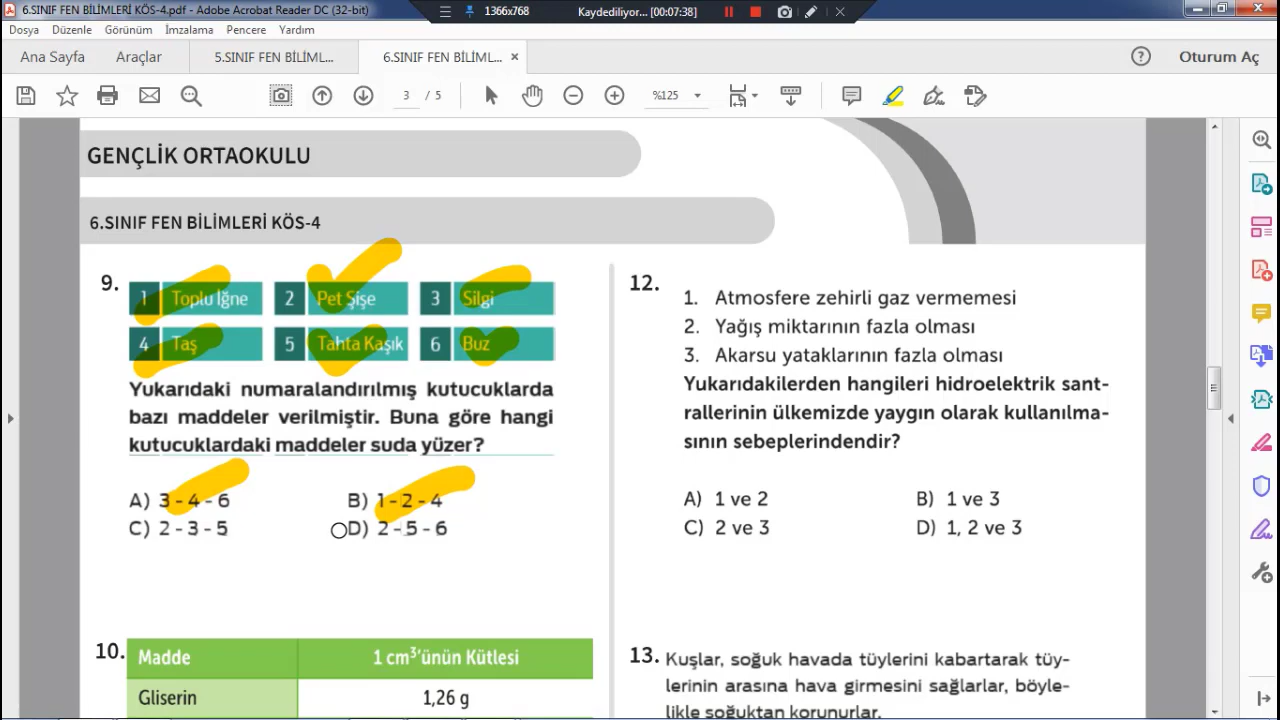 6.SINIF FEN BİLİMLERİ KÖS-4.pdf - Adobe Acrobat Reader DC (32-bit)
1366x768
Kaydediliyor... [00:07:38]
Dosya Düzenle Görünüm İmzalama Pencere Yardım
Ana Sayfa Araçlar 5.SINIF FEN BİLİML... 6.SINIF FEN BİLİML... × ? Oturum Aç
3 / 5 %125
GENÇLİK ORTAOKULU
6.SINIF FEN BİLİMLERİ KÖS-4
9.
1 Toplu İğne 2 Pet Şişe 3 Silgi
4 Taş 5 Tahta Kaşık 6 Buz
Yukarıdaki numaralandırılmış kutucuklarda
bazı maddeler verilmiştir. Buna göre hangi
kutucuklardaki maddeler suda yüzer?
A) 3 - 4 - 6 B) 1 - 2 - 4
C) 2 - 3 - 5 D) 2 - 5 - 6
10.
Madde 1 cm³'ünün Kütlesi
Gliserin 1,26 g
12.
1. Atmosfere zehirli gaz vermemesi
2. Yağış miktarının fazla olması
3. Akarsu yataklarının fazla olması
Yukarıdakilerden hangileri hidroelektrik sant-
rallerinin ülkemizde yaygın olarak kullanılma-
sının sebeplerindendir?
A) 1 ve 2 B) 1 ve 3
C) 2 ve 3 D) 1, 2 ve 3
13. Kuşlar, soğuk havada tüylerini kabartarak tüy-
lerinin arasına hava girmesini sağlarlar, böyle-
likle soğuktan korunurlar.